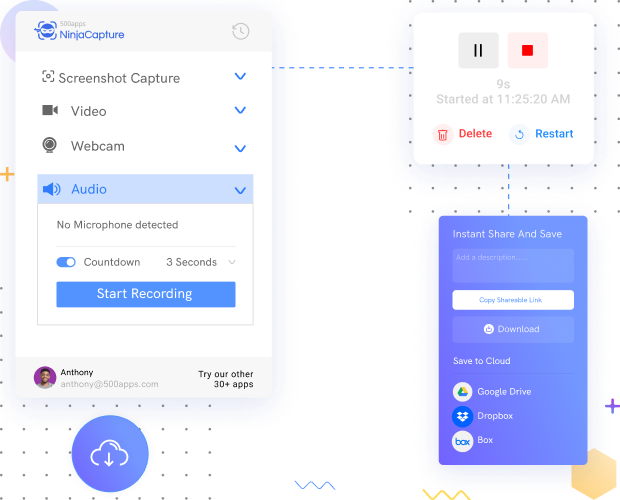 500apps
NinjaCapture
Screenshot Capture
Video
Webcam
Audio
No Microphone detected
Countdown 3 Seconds
Start Recording
Anthony
anthony@500apps.com
Try our other
30+ apps
9s
Started at 11:25:20 AM
Delete Restart
Instant Share And Save
Add a description......
Copy Shareable Link
Download
Save to Cloud
Google Drive
Dropbox
box
Box